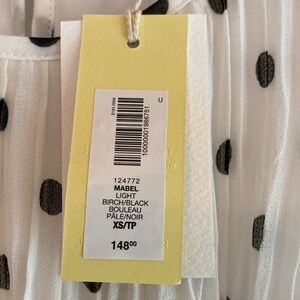 U
10000001986751
124772
MABEL
LIGHT
BIRCH/BLACK
BOULEAU
PÂLE/NOIR
XS/TP
148.00